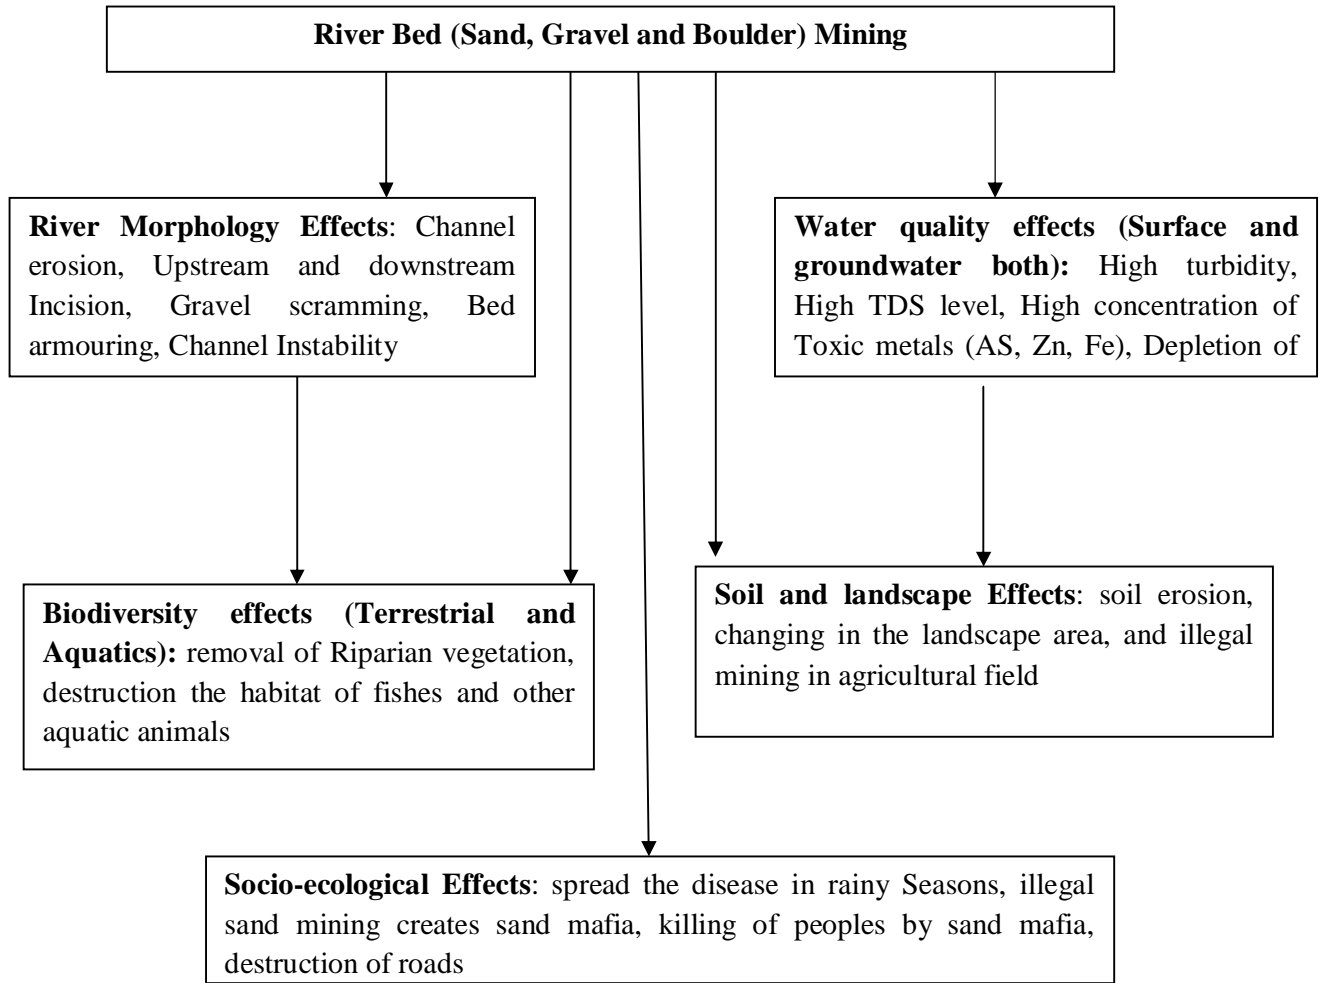 River Bed (Sand, Gravel and Boulder) Mining
River Morphology Effects: Channel
erosion, Upstream and downstream
Incision, Gravel scramming, Bed
armouring, Channel Instability
Water quality effects (Surface and
groundwater both): High turbidity,
High TDS level, High concentration of
Toxic metals (AS, Zn, Fe), Depletion of
Biodiversity effects (Terrestrial and
Aquatics): removal of Riparian vegetation,
destruction the habitat of fishes and other
aquatic animals
Soil and landscape Effects: soil erosion,
changing in the landscape area, and illegal
mining in agricultural field
Socio-ecological Effects: spread the disease in rainy Seasons, illegal
sand mining creates sand mafia, killing of peoples by sand mafia,
destruction of roads